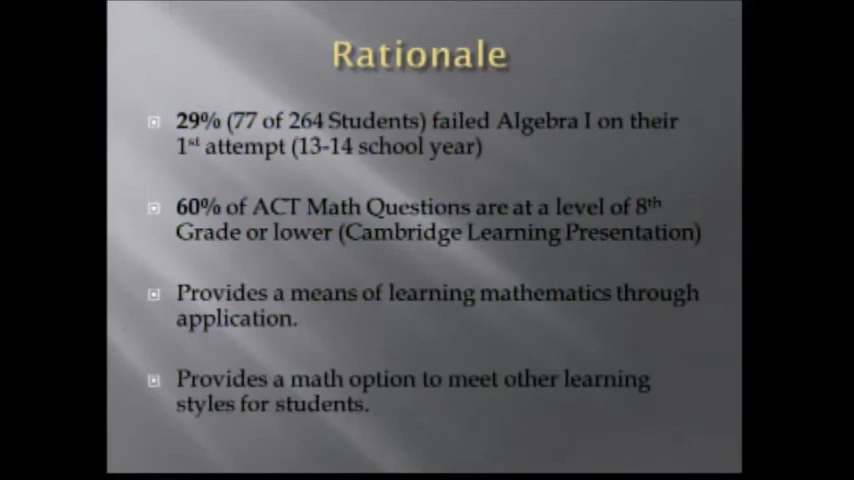 Rationale
29% (77 of 264 Students) failed Algebra I on their
1st attempt (13-14 school year)
60% of ACT Math Questions are at a level of 8th
Grade or lower (Cambridge Learning Presentation)
Provides a means of learning mathematics through
application.
Provides a math option to meet other learning
styles for students.